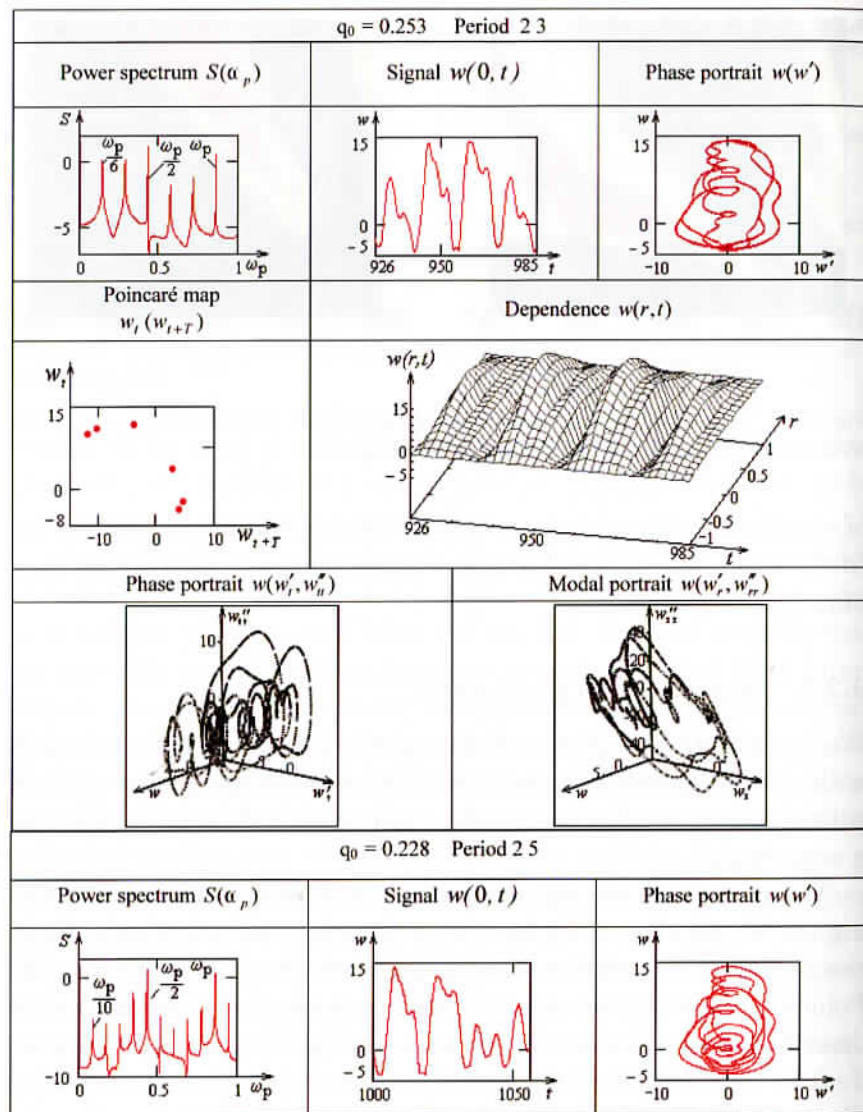 q₀ = 0.253 Period 2 3
Power spectrum S(α_p)
Signal w(0, t)
Phase portrait w(w′)
S
0
−5
ω_p/6
ω_p/2
ω_p
0
0.5
1
ω_p
w
15
0
−5
926
950
985
t
w
15
0
−5
−10
0
10
w′
Poincaré map
w_t (w_{t+T})
Dependence w(r,t)
w_t
15
0
−8
−10
0
10
w_{t+T}
w(r,t)
15
0
−5
926
950
985
t
r
1
0.5
0
−0.5
−1
Phase portrait w(w′_t, w″_tt)
Modal portrait w(w′_r, w″_rr)
10
w
5
0
w
q₀ = 0.228 Period 2 5
Power spectrum S(α_p)
Signal w(0, t)
Phase portrait w(w′)
S
0
−10
ω_p/10
ω_p/2
ω_p
0
0.5
1
ω_p
w
15
0
−5
1000
1050
t
w
15
0
−5
−10
0
10
w′